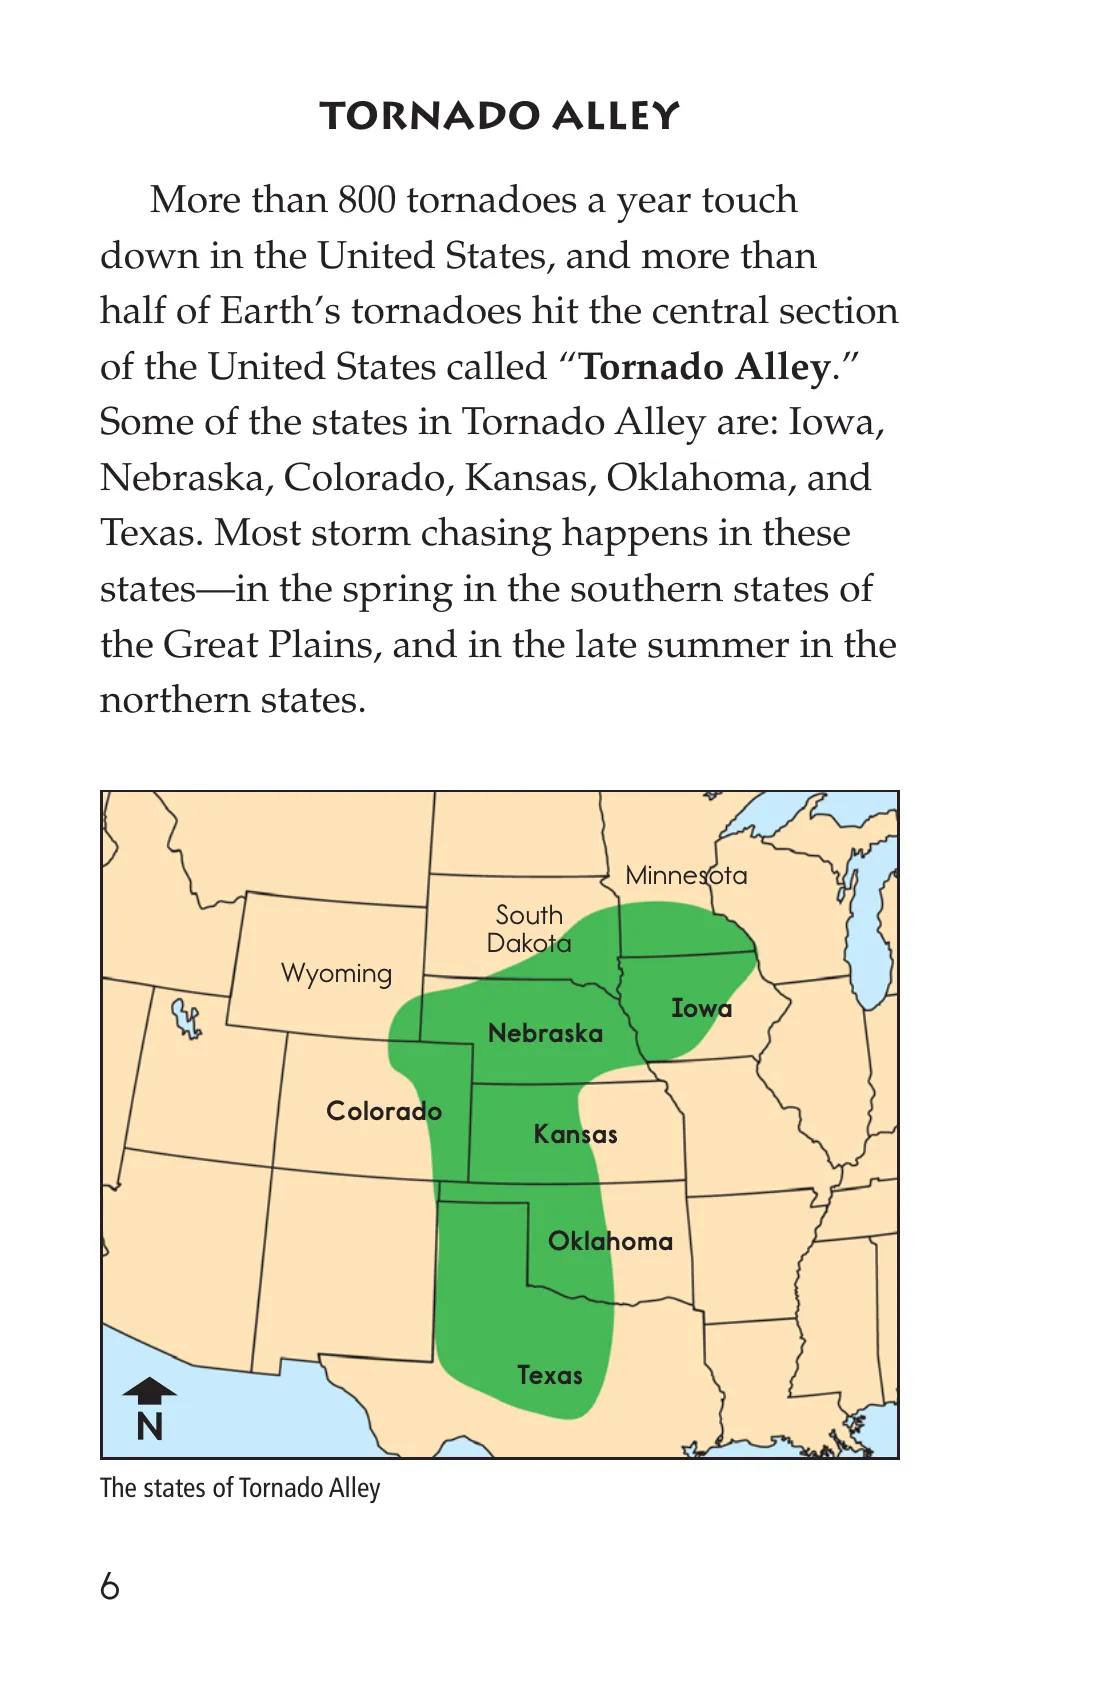 TORNADO ALLEY
More than 800 tornadoes a year touch
down in the United States, and more than
half of Earth’s tornadoes hit the central section
of the United States called “Tornado Alley.”
Some of the states in Tornado Alley are: Iowa,
Nebraska, Colorado, Kansas, Oklahoma, and
Texas. Most storm chasing happens in these
states—in the spring in the southern states of
the Great Plains, and in the late summer in the
northern states.
Minnesota
South
Dakota
Wyoming
Iowa
Nebraska
Colorado
Kansas
Oklahoma
Texas
N
The states of Tornado Alley
6